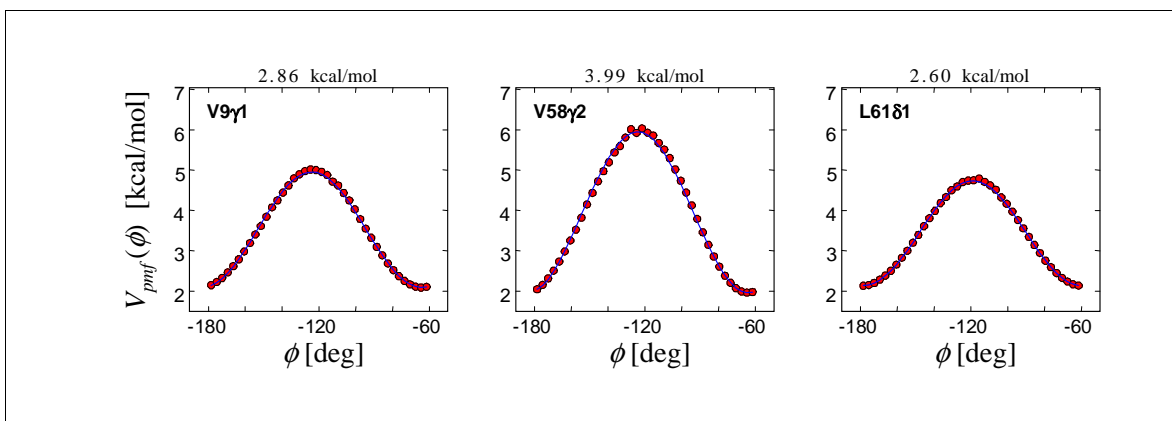 2.86 kcal/mol 3.99 kcal/mol 2.60 kcal/mol
V9γ1 V58γ2 L61δ1
V_pmf(ϕ) [kcal/mol]
7 7 7
6 6 6
5 5 5
4 4 4
3 3 3
2 2 2
-180 -120 -60 -180 -120 -60 -180 -120 -60
ϕ [deg] ϕ [deg] ϕ [deg]